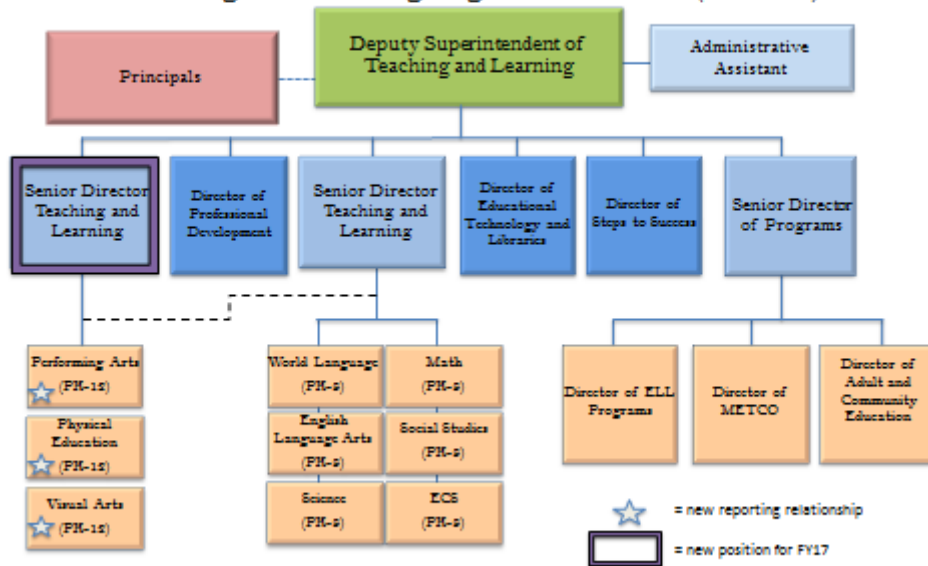 Deputy Superintendent of
Teaching and Learning
Principals
Administrative
Assistant
Senior Director
Teaching and
Learning
Director of
Professional
Development
Senior Director
Teaching and
Learning
Director of
Educational
Technology and
Libraries
Director of
Steps to Success
Senior Director
of Programs
Performing Arts
Physical
Education
Visual Arts
World Language
English
Language Arts
Science
Math
Social Studies
ECS
Director of ELL
Programs
Director of
METCO
Director of
Adult and
Community
Education
= new reporting relationship
= new position for FY17